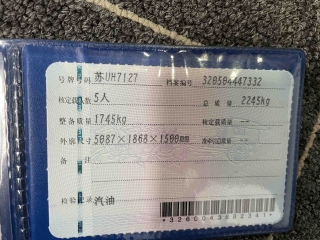 号牌号码 苏UH7127 档案编号 320504447332
核定载人数 5人 总质量 2245kg
整备质量 1745kg 核定载质量 --
外廓尺寸 5087×1868×1500mm 准牵引总质量 --
备注
检验记录 汽油